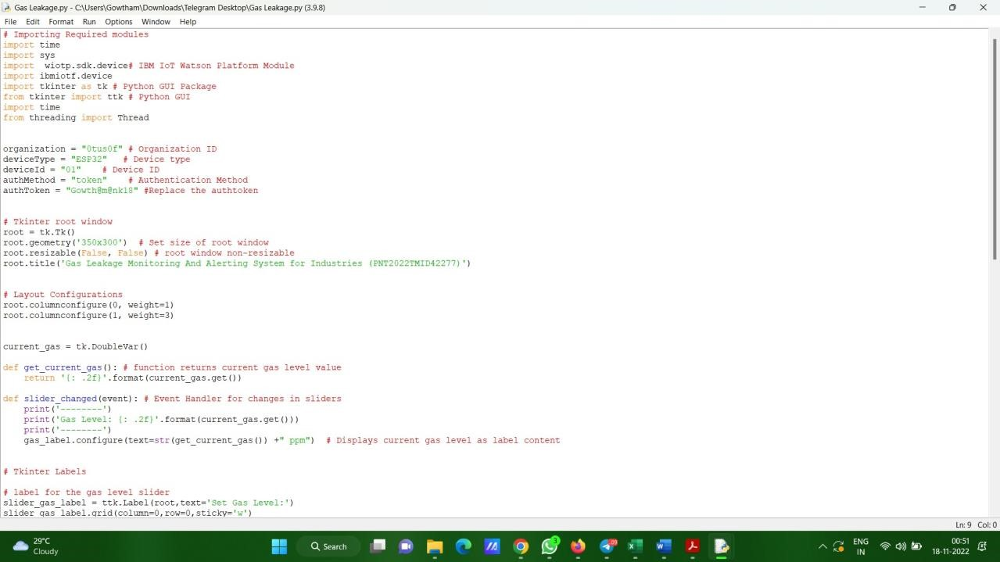 Gas Leakage.py - C:\Users\Gowtham\Downloads\Telegram Desktop\Gas Leakage.py (3.9.8)
File Edit Format Run Options Window Help
# Importing Required modules
import time
import sys
import  wiotp.sdk.device# IBM IoT Watson Platform Module
import ibmiotf.device
import tkinter as tk # Python GUI Package
from tkinter import ttk # Python GUI
import time
from threading import Thread
organization = "0tus0f" # Organization ID
deviceType = "ESP32"   # Device type
deviceId = "01"    # Device ID
authMethod = "token"    # Authentication Method
authToken = "Gowth@m@nk18" #Replace the authtoken
# Tkinter root window
root = tk.Tk()
root.geometry('350x300')  # Set size of root window
root.resizable(False, False) # root window non-resizable
root.title('Gas Leakage Monitoring And Alerting System for Industries (PNT2022TMID42277)')
# Layout Configurations
root.columnconfigure(0, weight=1)
root.columnconfigure(1, weight=3)
current_gas = tk.DoubleVar()
def get_current_gas(): # function returns current gas level value
    return '{: .2f}'.format(current_gas.get())
def slider_changed(event): # Event Handler for changes in sliders
    print('--------')
    print('Gas Level: {: .2f}'.format(current_gas.get()))
    print('--------')
    gas_label.configure(text=str(get_current_gas()) +" ppm")  # Displays current gas level as label content
# Tkinter Labels
# label for the gas level slider
slider_gas_label = ttk.Label(root,text='Set Gas Level:')
slider_gas_label.grid(column=0,row=0,sticky='w')
Ln: 9 Col: 0
29°C
Cloudy
Search
3
09
ENG
IN
00:51
18-11-2022